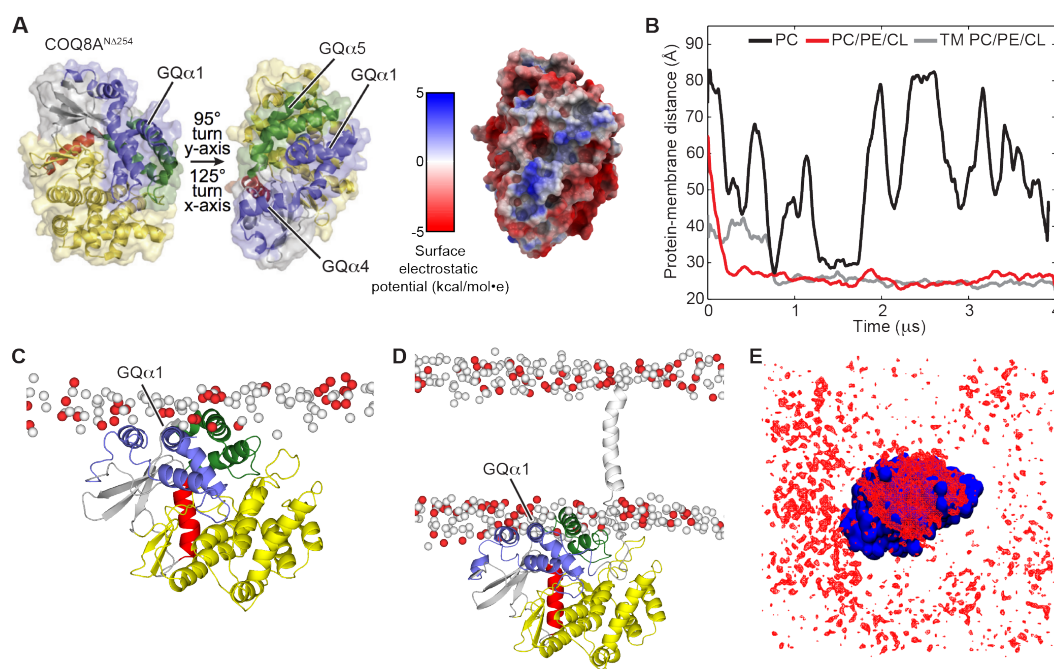 A
COQ8A^NΔ254
GQα1
95°
turn
y-axis
125°
turn
x-axis
GQα5
GQα1
GQα4
5
0
-5
Surface
electrostatic
potential (kcal/mol•e)
B
PC PC/PE/CL TM PC/PE/CL
Protein-membrane distance (Å)
90
80
70
60
50
40
30
20
0 1 2 3 4
Time (μs)
C
GQα1
D
GQα1
E